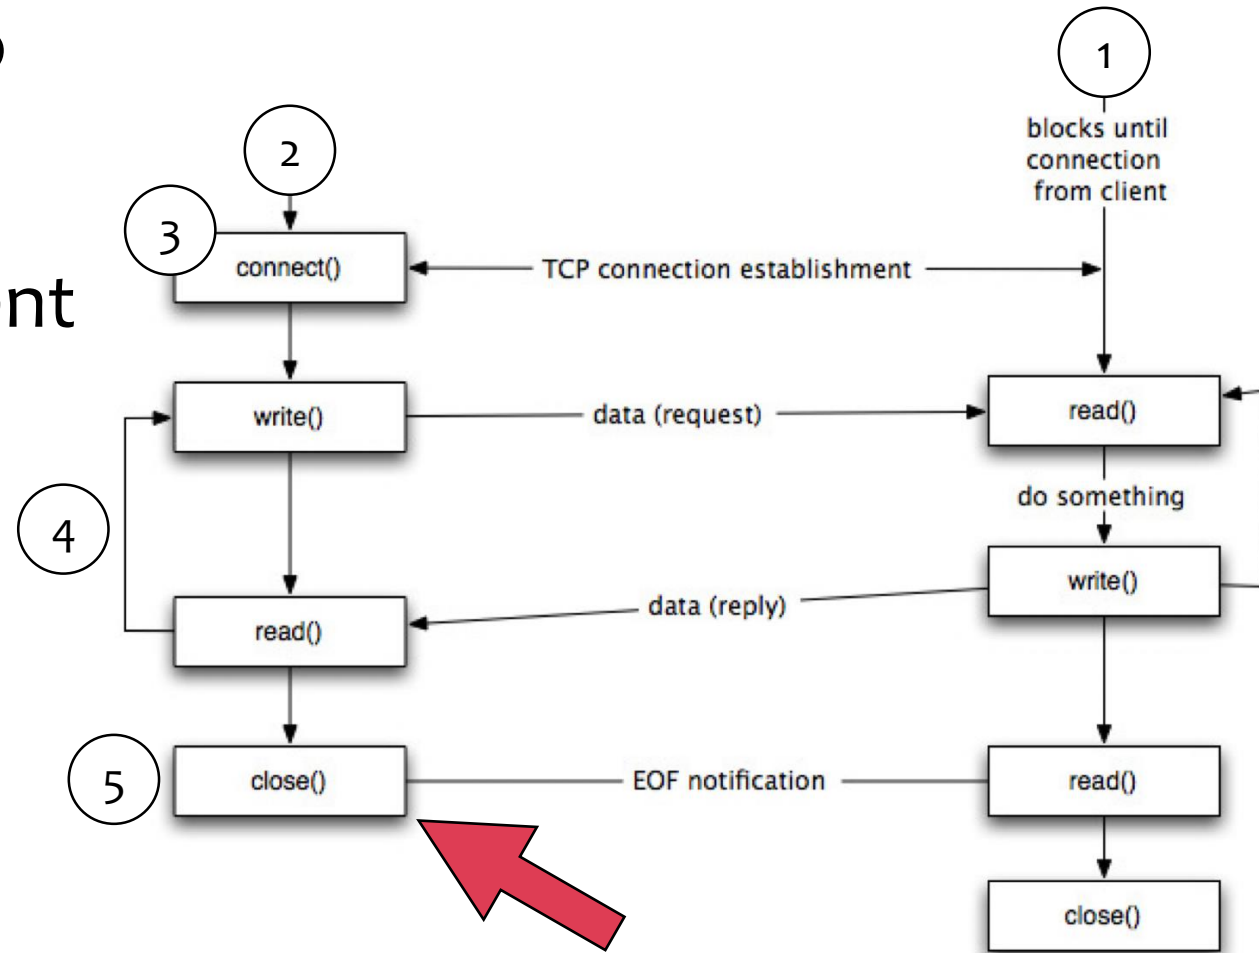 1
blocks until
connection
from client
2
3
connect()
TCP connection establishment
write()
data (request)
read()
do something
4
write()
data (reply)
read()
5
close()
EOF notification
read()
close()